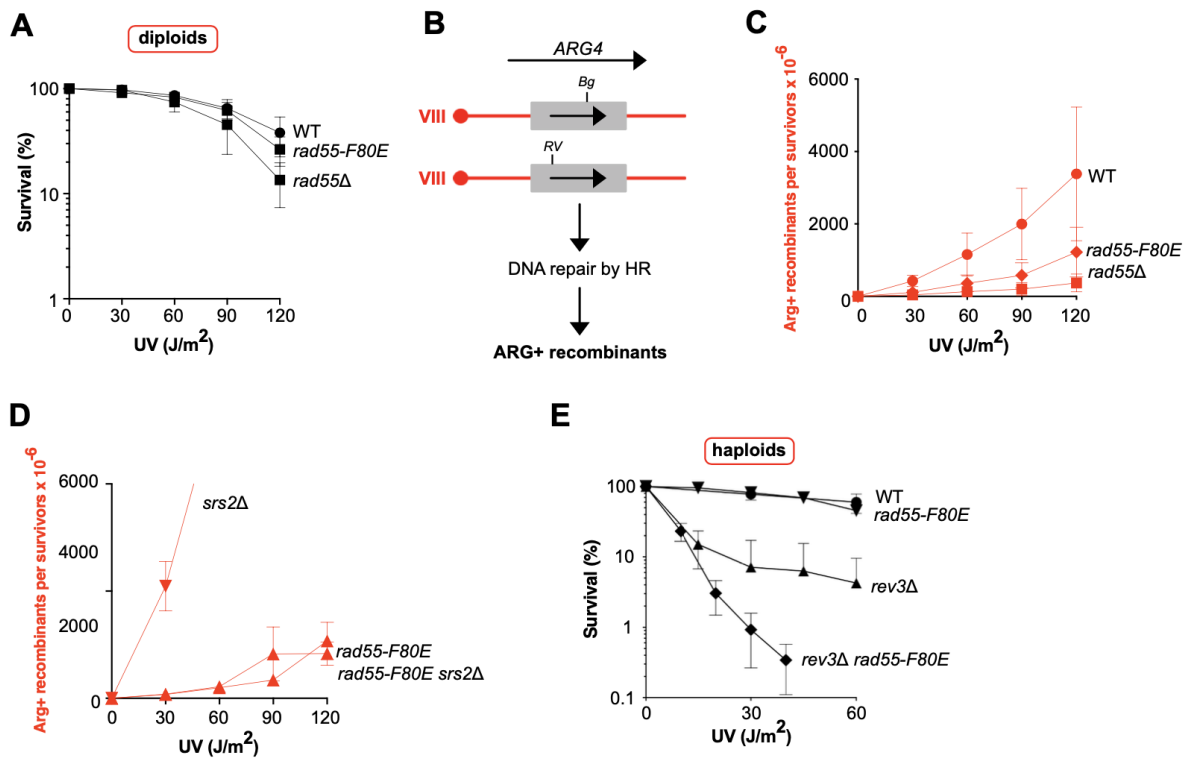 A
diploids
Survival (%)
100
10
1
0 30 60 90 120
UV (J/m2)
WT
rad55-F80E
rad55Δ
B
ARG4
Bg
VIII
RV
VIII
DNA repair by HR
ARG+ recombinants
C
Arg+ recombinants per survivors x 10-6
6000
4000
2000
0
0 30 60 90 120
UV (J/m2)
WT
rad55-F80E
rad55Δ
D
Arg+ recombinants per survivors x 10-6
6000
4000
2000
0
0 30 60 90 120
UV (J/m2)
srs2Δ
rad55-F80E
rad55-F80E srs2Δ
E
haploids
Survival (%)
100
10
1
0.1
0 30 60
UV (J/m2)
WT
rad55-F80E
rev3Δ
rev3Δ rad55-F80E